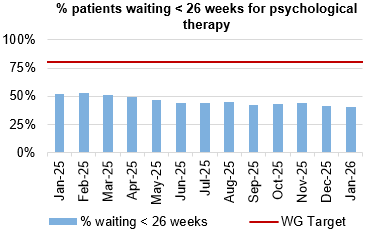 % patients waiting < 26 weeks for psychological
therapy
100%
75%
50%
25%
0%
Jan-25
Feb-25
Mar-25
Apr-25
May-25
Jun-25
Jul-25
Aug-25
Sep-25
Oct-25
Nov-25
Dec-25
Jan-26
% waiting < 26 weeks
WG Target